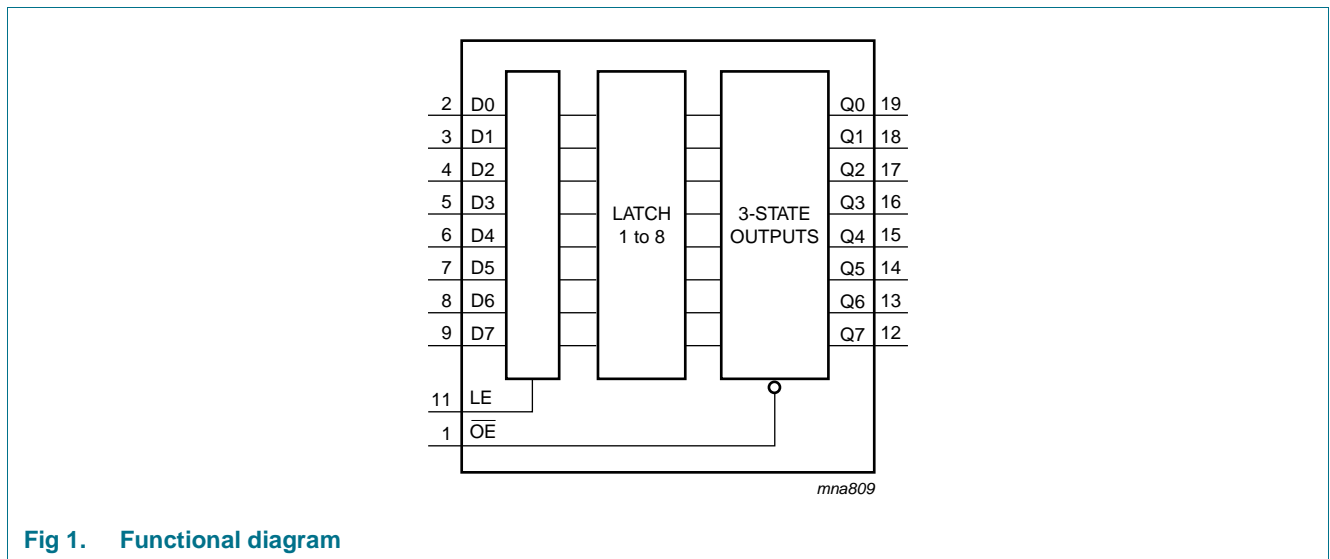 2 D0 Q0 19
3 D1 Q1 18
4 D2 Q2 17
5 D3 Q3 16
6 D4 LATCH 3-STATE Q4 15
7 D5 1 to 8 OUTPUTS Q5 14
8 D6 Q6 13
9 D7 Q7 12
11 LE
1 O̅E̅
mna809
Fig 1. Functional diagram